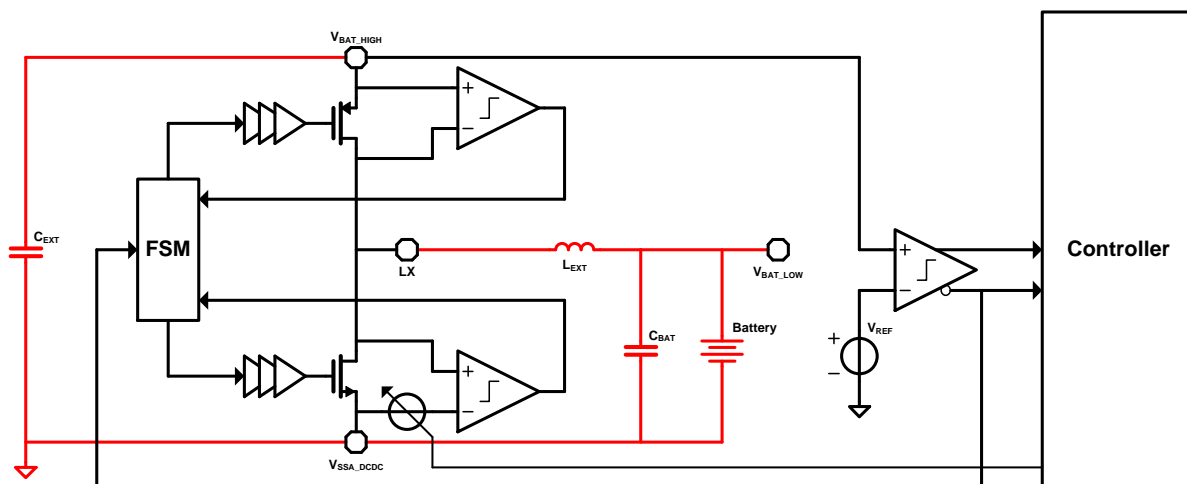 V_BAT_HIGH
+
−
C_EXT
FSM
LX
L_EXT
V_BAT_LOW
+
−
Controller
C_BAT
Battery
V_REF
+
−
+
−
V_SSA_DCDC